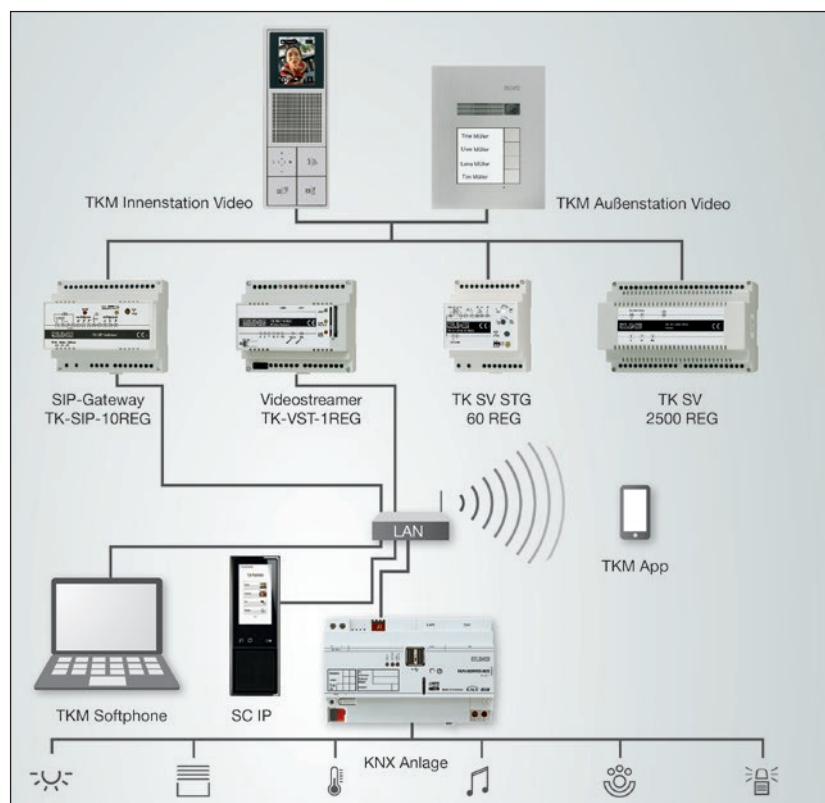 Tine Müller
Uwe Müller
Lena Müller
Tim Müller
TKM Innenstation Video
TKM Außenstation Video
SIP-Gateway
TK-SIP-10REG
Videostreamer
TK-VST-1REG
TK SV STG
60 REG
TK SV
2500 REG
LAN
TKM App
TKM Softphone
SC IP
KNX Anlage